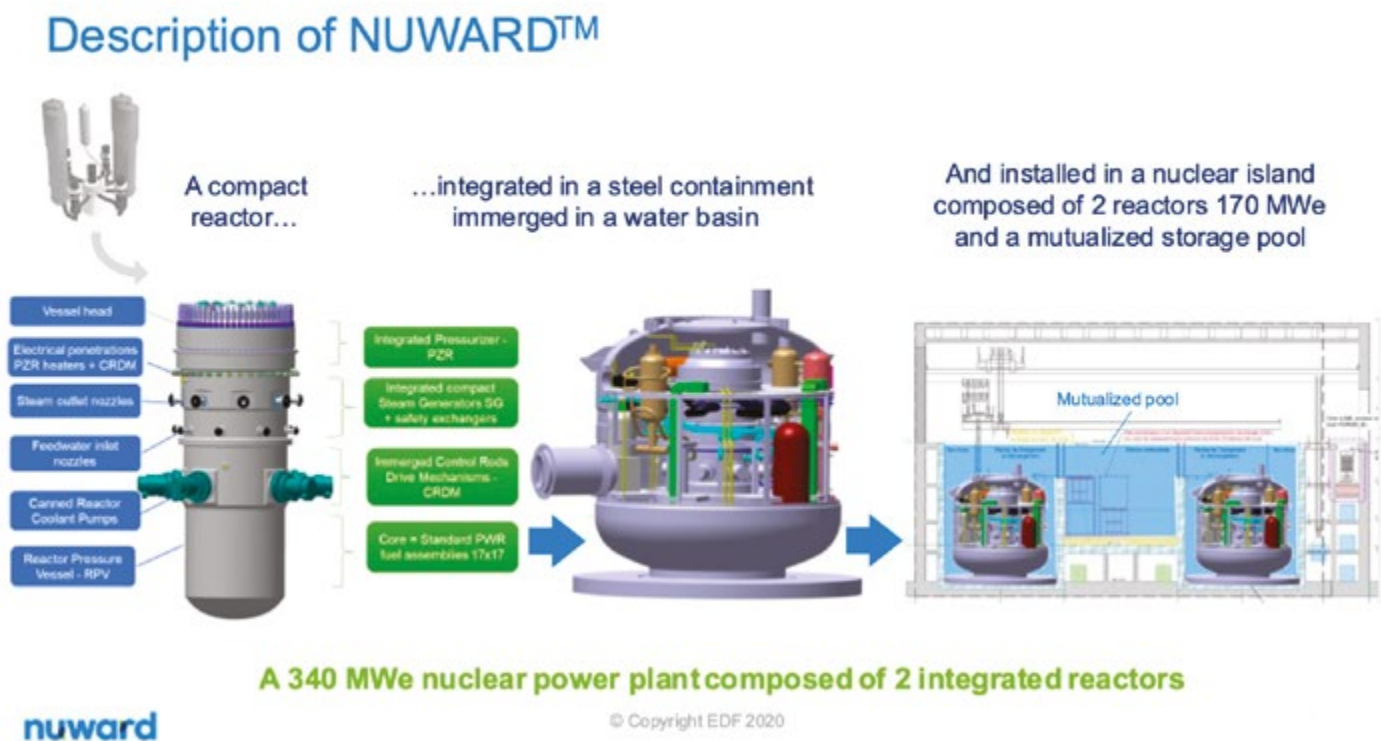 Description of NUWARD™
A compact
reactor…
…integrated in a steel containment
immerged in a water basin
And installed in a nuclear island
composed of 2 reactors 170 MWe
and a mutualized storage pool
Vessel head
Electrical penetrations
PZR heaters + CRDM
Steam outlet nozzles
Feedwater inlet
nozzles
Canned Reactor
Coolant Pumps
Reactor Pressure
Vessel - RPV
Integrated Pressurizer -
PZR
Integrated compact
Steam Generators SG
+ safety exchangers
Immerged Control Rods
Drive Mechanisms -
CRDM
Core = Standard PWR
fuel assemblies 17x17
Mutualized pool
A 340 MWe nuclear power plant composed of 2 integrated reactors
nuward
© Copyright EDF 2020